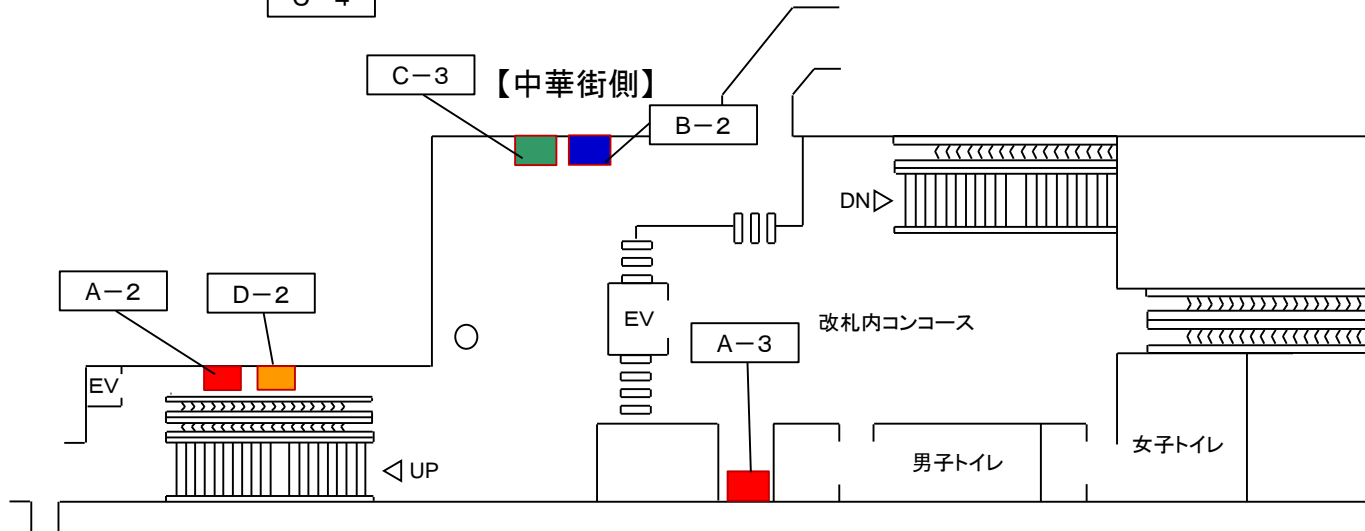 C－3
【中華街側】
B－2
DN
A－2
D－2
EV
改札内コンコース
A－3
EV
UP
男子トイレ
女子トイレ